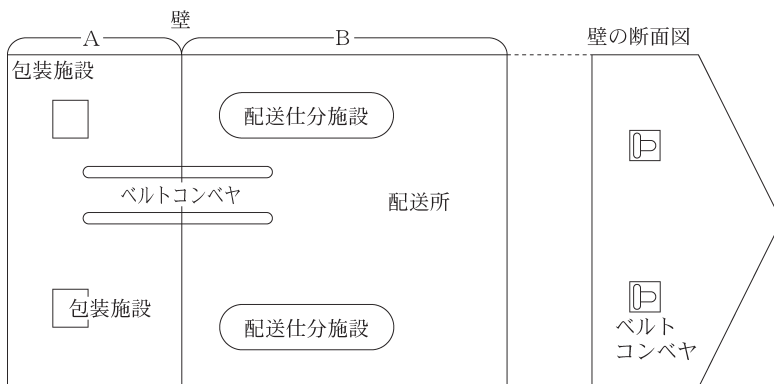 壁
A
B
壁の断面図
包装施設
配送仕分施設
ベルトコンベヤ
配送所
包装施設
配送仕分施設
ベルト
コンベヤ